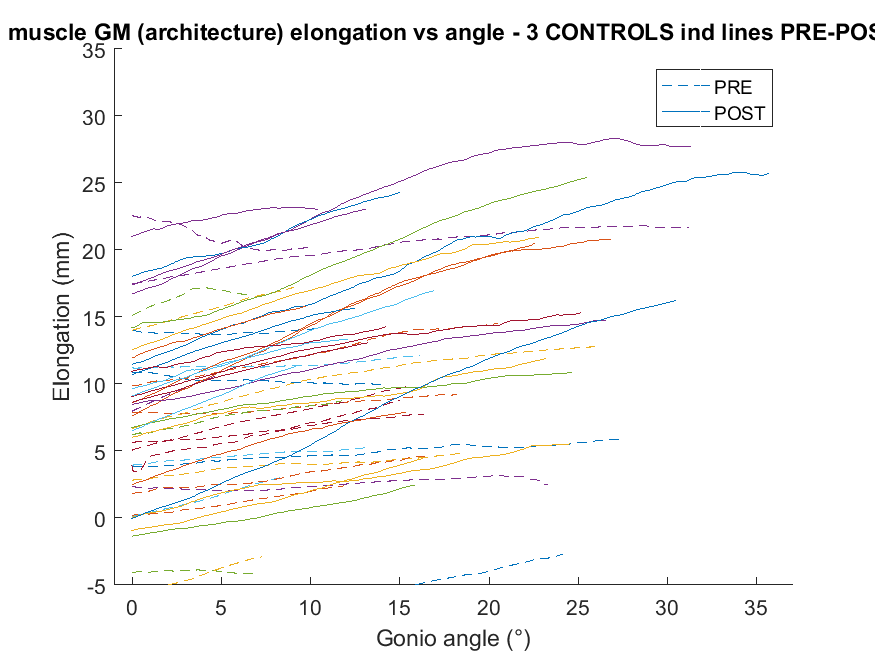 muscle GM (architecture) elongation vs angle - 3 CONTROLS ind lines PRE-POS
35
30
25
20
15
10
5
0
-5
Elongation (mm)
PRE
POST
0 5 10 15 20 25 30 35
Gonio angle (°)